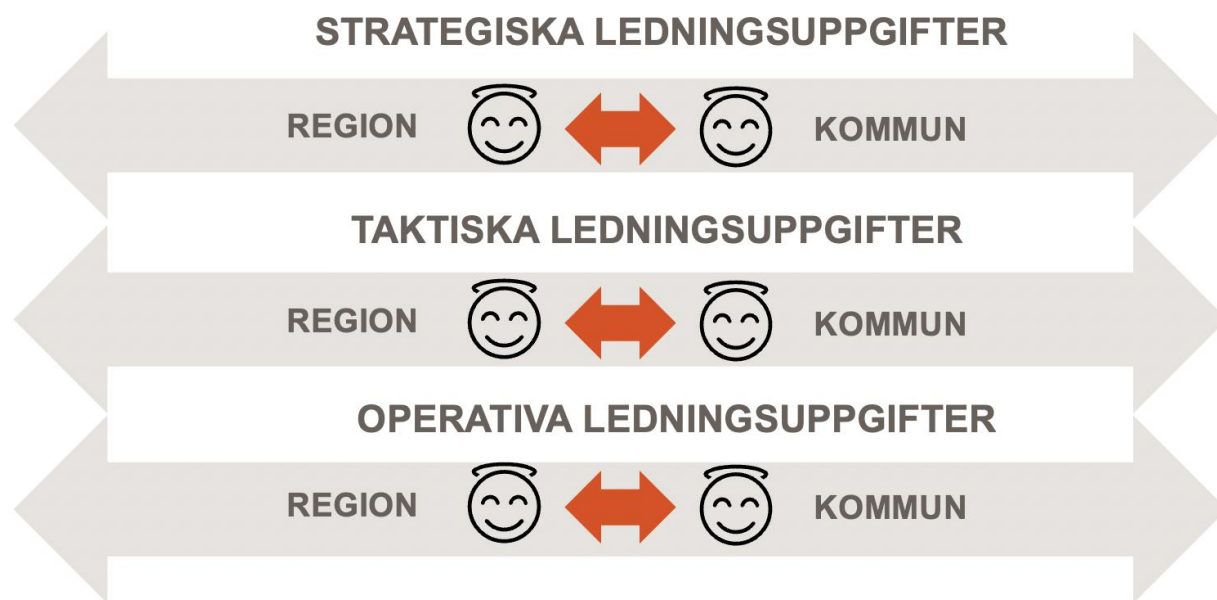 STRATEGISKA LEDNINGSUPPGIFTER
REGION KOMMUN
TAKTISKA LEDNINGSUPPGIFTER
REGION KOMMUN
OPERATIVA LEDNINGSUPPGIFTER
REGION KOMMUN